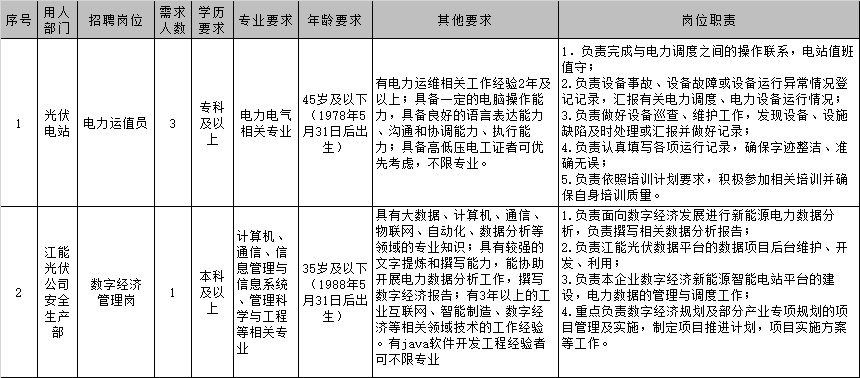 序号
用人
部门
招聘岗位
需求
人数
学历
要求
专业要求
年龄要求
其他要求
岗位职责
1
光伏
电站
电力运值员
3
专科
及以
上
电力电气
相关专业
45岁及以下
（1978年5
月31日后出
生）
有电力运维相关工作经验2年及
以上；具备一定的电脑操作能
力，具备良好的语言表达能力
、沟通和协调能力、执行能
力；具备高低压电工证者可优
先考虑，不限专业。
1. 负责完成与电力调度之间的操作联系，电站值班
值守；
2.负责设备事故、设备故障或设备运行异常情况登
记记录，汇报有关电力调度、电力设备运行情况；
3.负责做好设备巡查、维护工作，发现设备、设施
缺陷及时处理或汇报并做好记录；
4.负责认真填写各项运行记录，确保字迹整洁、准
确无误；
5.负责依照培训计划要求，积极参加相关培训并确
保自身培训质量。
2
江能
光伏
公司
安全
生产
部
数字经济
管理岗
1
本科
及以
上
计算机、
通信、信
息管理与
信息系统
、管理科
学与工程
等相关专
业
35岁及以下
（1988年5
月31日后出
生）
具有大数据、计算机、通信、
物联网、自动化、数据分析等
领域的专业知识；具有较强的
文字提炼和撰写能力，能协助
开展电力数据分析工作，撰写
数字经济报告；有3年以上的工
业互联网、智能制造、数字经
济等相关领域技术的工作经验
。有java软件开发工程经验者
可不限专业
1.负责面向数字经济发展进行新能源电力数据分
析，负责撰写相关数据分析报告；
2.负责江能光伏数据平台的数据项目后台维护、开
发、利用；
3.负责本企业数字经济新能源智能电站平台的建
设，电力数据的管理与调度工作；
4.重点负责数字经济规划及部分产业专项规划的项
目管理及实施，制定项目推进计划，项目实施方案
等工作。